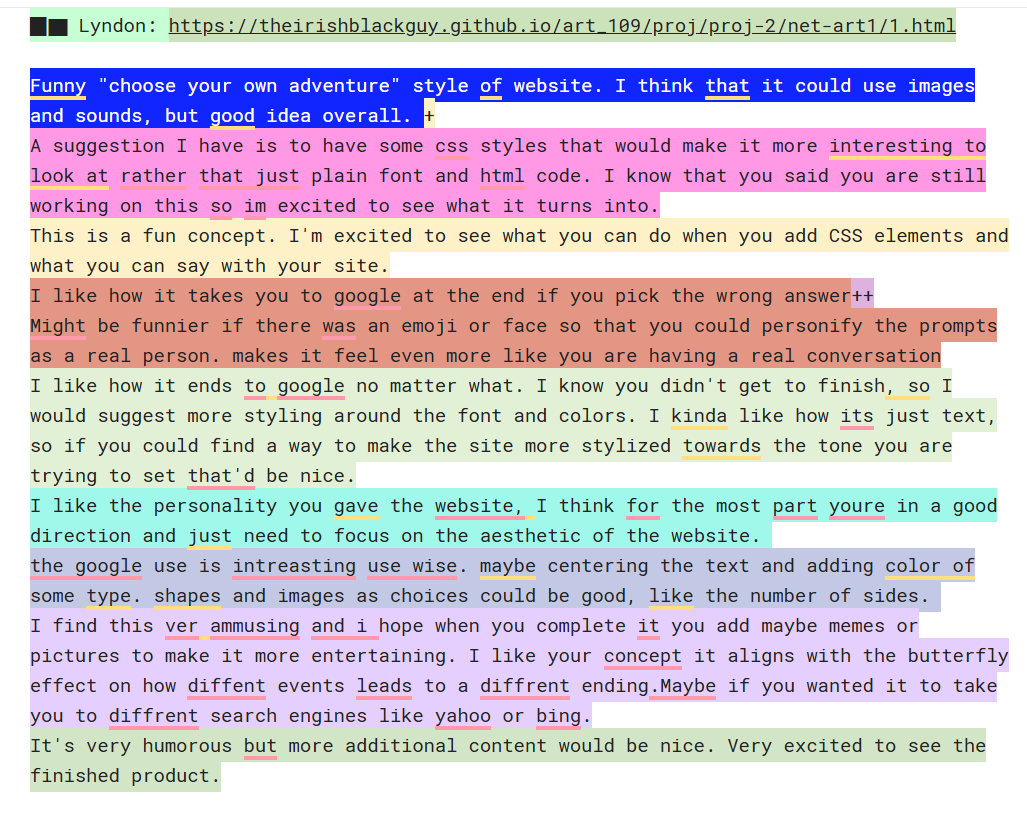 ██ Lyndon: https://theirishblackguy.github.io/art_109/proj/proj-2/net-art1/1.html
Funny "choose your own adventure" style of website. I think that it could use images
and sounds, but good idea overall. +
A suggestion I have is to have some css styles that would make it more interesting to
look at rather that just plain font and html code. I know that you said you are still
working on this so im excited to see what it turns into.
This is a fun concept. I'm excited to see what you can do when you add CSS elements and
what you can say with your site.
I like how it takes you to google at the end if you pick the wrong answer++
Might be funnier if there was an emoji or face so that you could personify the prompts
as a real person. makes it feel even more like you are having a real conversation
I like how it ends to google no matter what. I know you didn't get to finish, so I
would suggest more styling around the font and colors. I kinda like how its just text,
so if you could find a way to make the site more stylized towards the tone you are
trying to set that'd be nice.
I like the personality you gave the website, I think for the most part youre in a good
direction and just need to focus on the aesthetic of the website.
the google use is intreasting use wise. maybe centering the text and adding color of
some type. shapes and images as choices could be good, like the number of sides.
I find this ver ammusing and i hope when you complete it you add maybe memes or
pictures to make it more entertaining. I like your concept it aligns with the butterfly
effect on how diffent events leads to a diffrent ending.Maybe if you wanted it to take
you to diffrent search engines like yahoo or bing.
It's very humorous but more additional content would be nice. Very excited to see the
finished product.